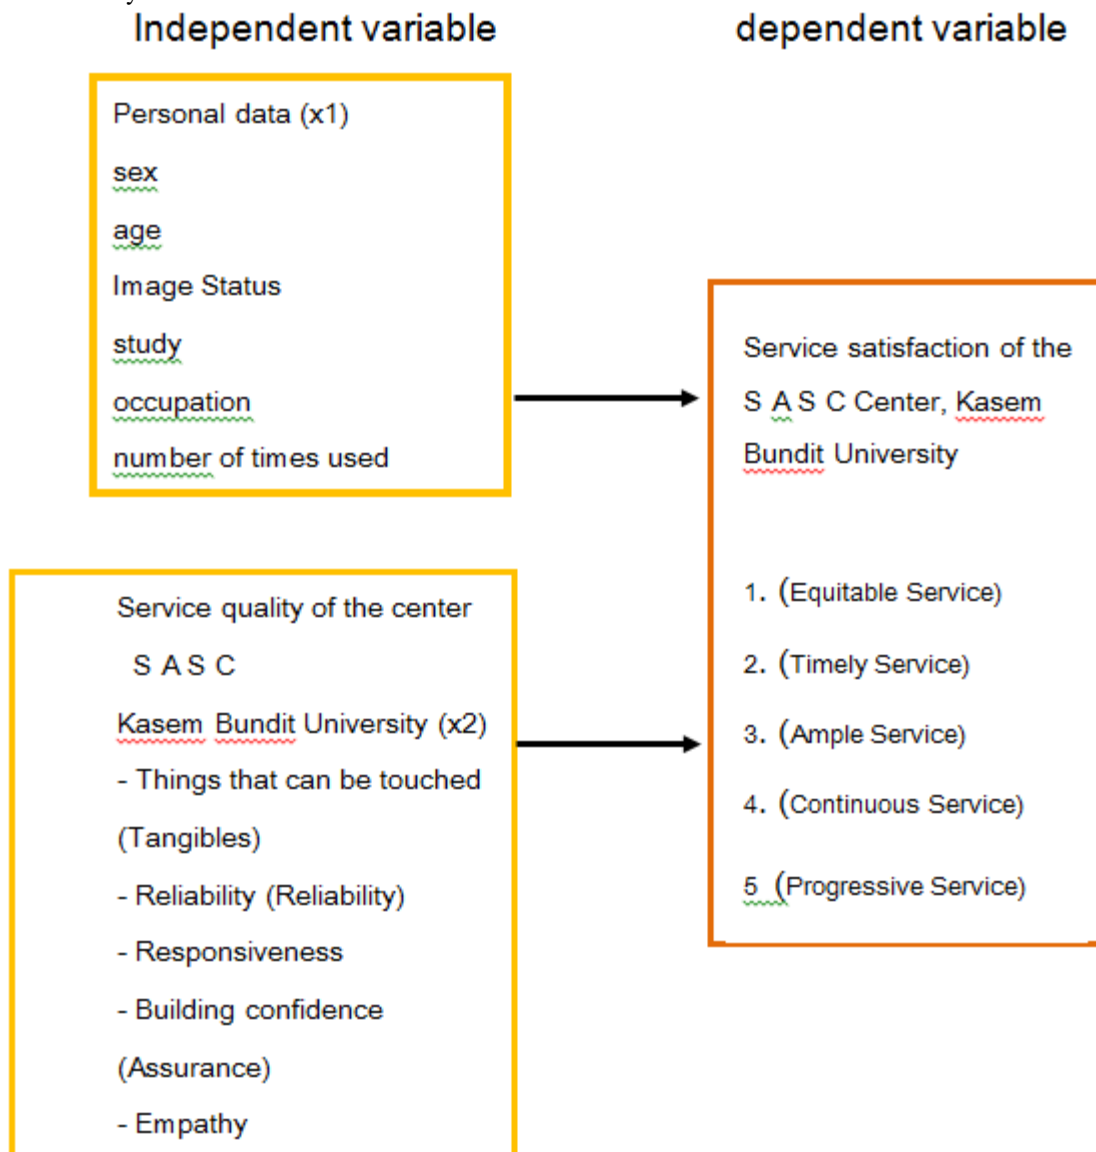 Independent variable
dependent variable
Personal data (x1)
sex
age
Image Status
study
occupation
number of times used
Service quality of the center
S A S C
Kasem Bundit University (x2)
- Things that can be touched
(Tangibles)
- Reliability (Reliability)
- Responsiveness
- Building confidence
(Assurance)
- Empathy
Service satisfaction of the
S A S C Center, Kasem
Bundit University
1. (Equitable Service)
2. (Timely Service)
3. (Ample Service)
4. (Continuous Service)
5 (Progressive Service)